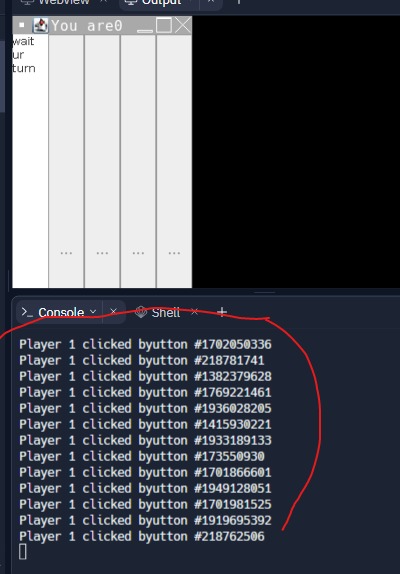 WebView
Output
You are0
wait
ur
turn
...
...
...
...
Console
Shell
Player 1 clicked byutton #1702050336
Player 1 clicked byutton #218781741
Player 1 clicked byutton #1382379628
Player 1 clicked byutton #1769221461
Player 1 clicked byutton #1936028205
Player 1 clicked byutton #1415930221
Player 1 clicked byutton #1933189133
Player 1 clicked byutton #173550930
Player 1 clicked byutton #1701866601
Player 1 clicked byutton #1949128051
Player 1 clicked byutton #1701981525
Player 1 clicked byutton #1919695392
Player 1 clicked byutton #218762506